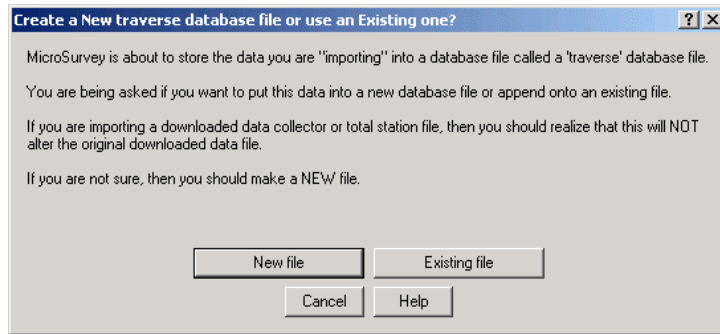 Create a New traverse database file or use an Existing one?
MicroSurvey is about to store the data you are "importing" into a database file called a 'traverse' database file.
You are being asked if you want to put this data into a new database file or append onto an existing file.
If you are importing a downloaded data collector or total station file, then you should realize that this will NOT
alter the original downloaded data file.
If you are not sure, then you should make a NEW file.
New file Existing file
Cancel Help